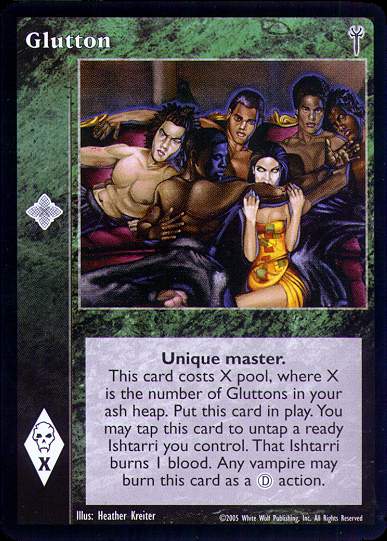 Glutton
Unique master.
This card costs X pool, where X
is the number of Gluttons in your
ash heap. Put this card in play. You
may tap this card to untap a ready
Ishtarri you control. That Ishtarri
burns 1 blood. Any vampire may
burn this card as a Ⓓ action.
X
Illus: Heather Kreiter
©2005 White Wolf Publishing, Inc. All Rights Reserved